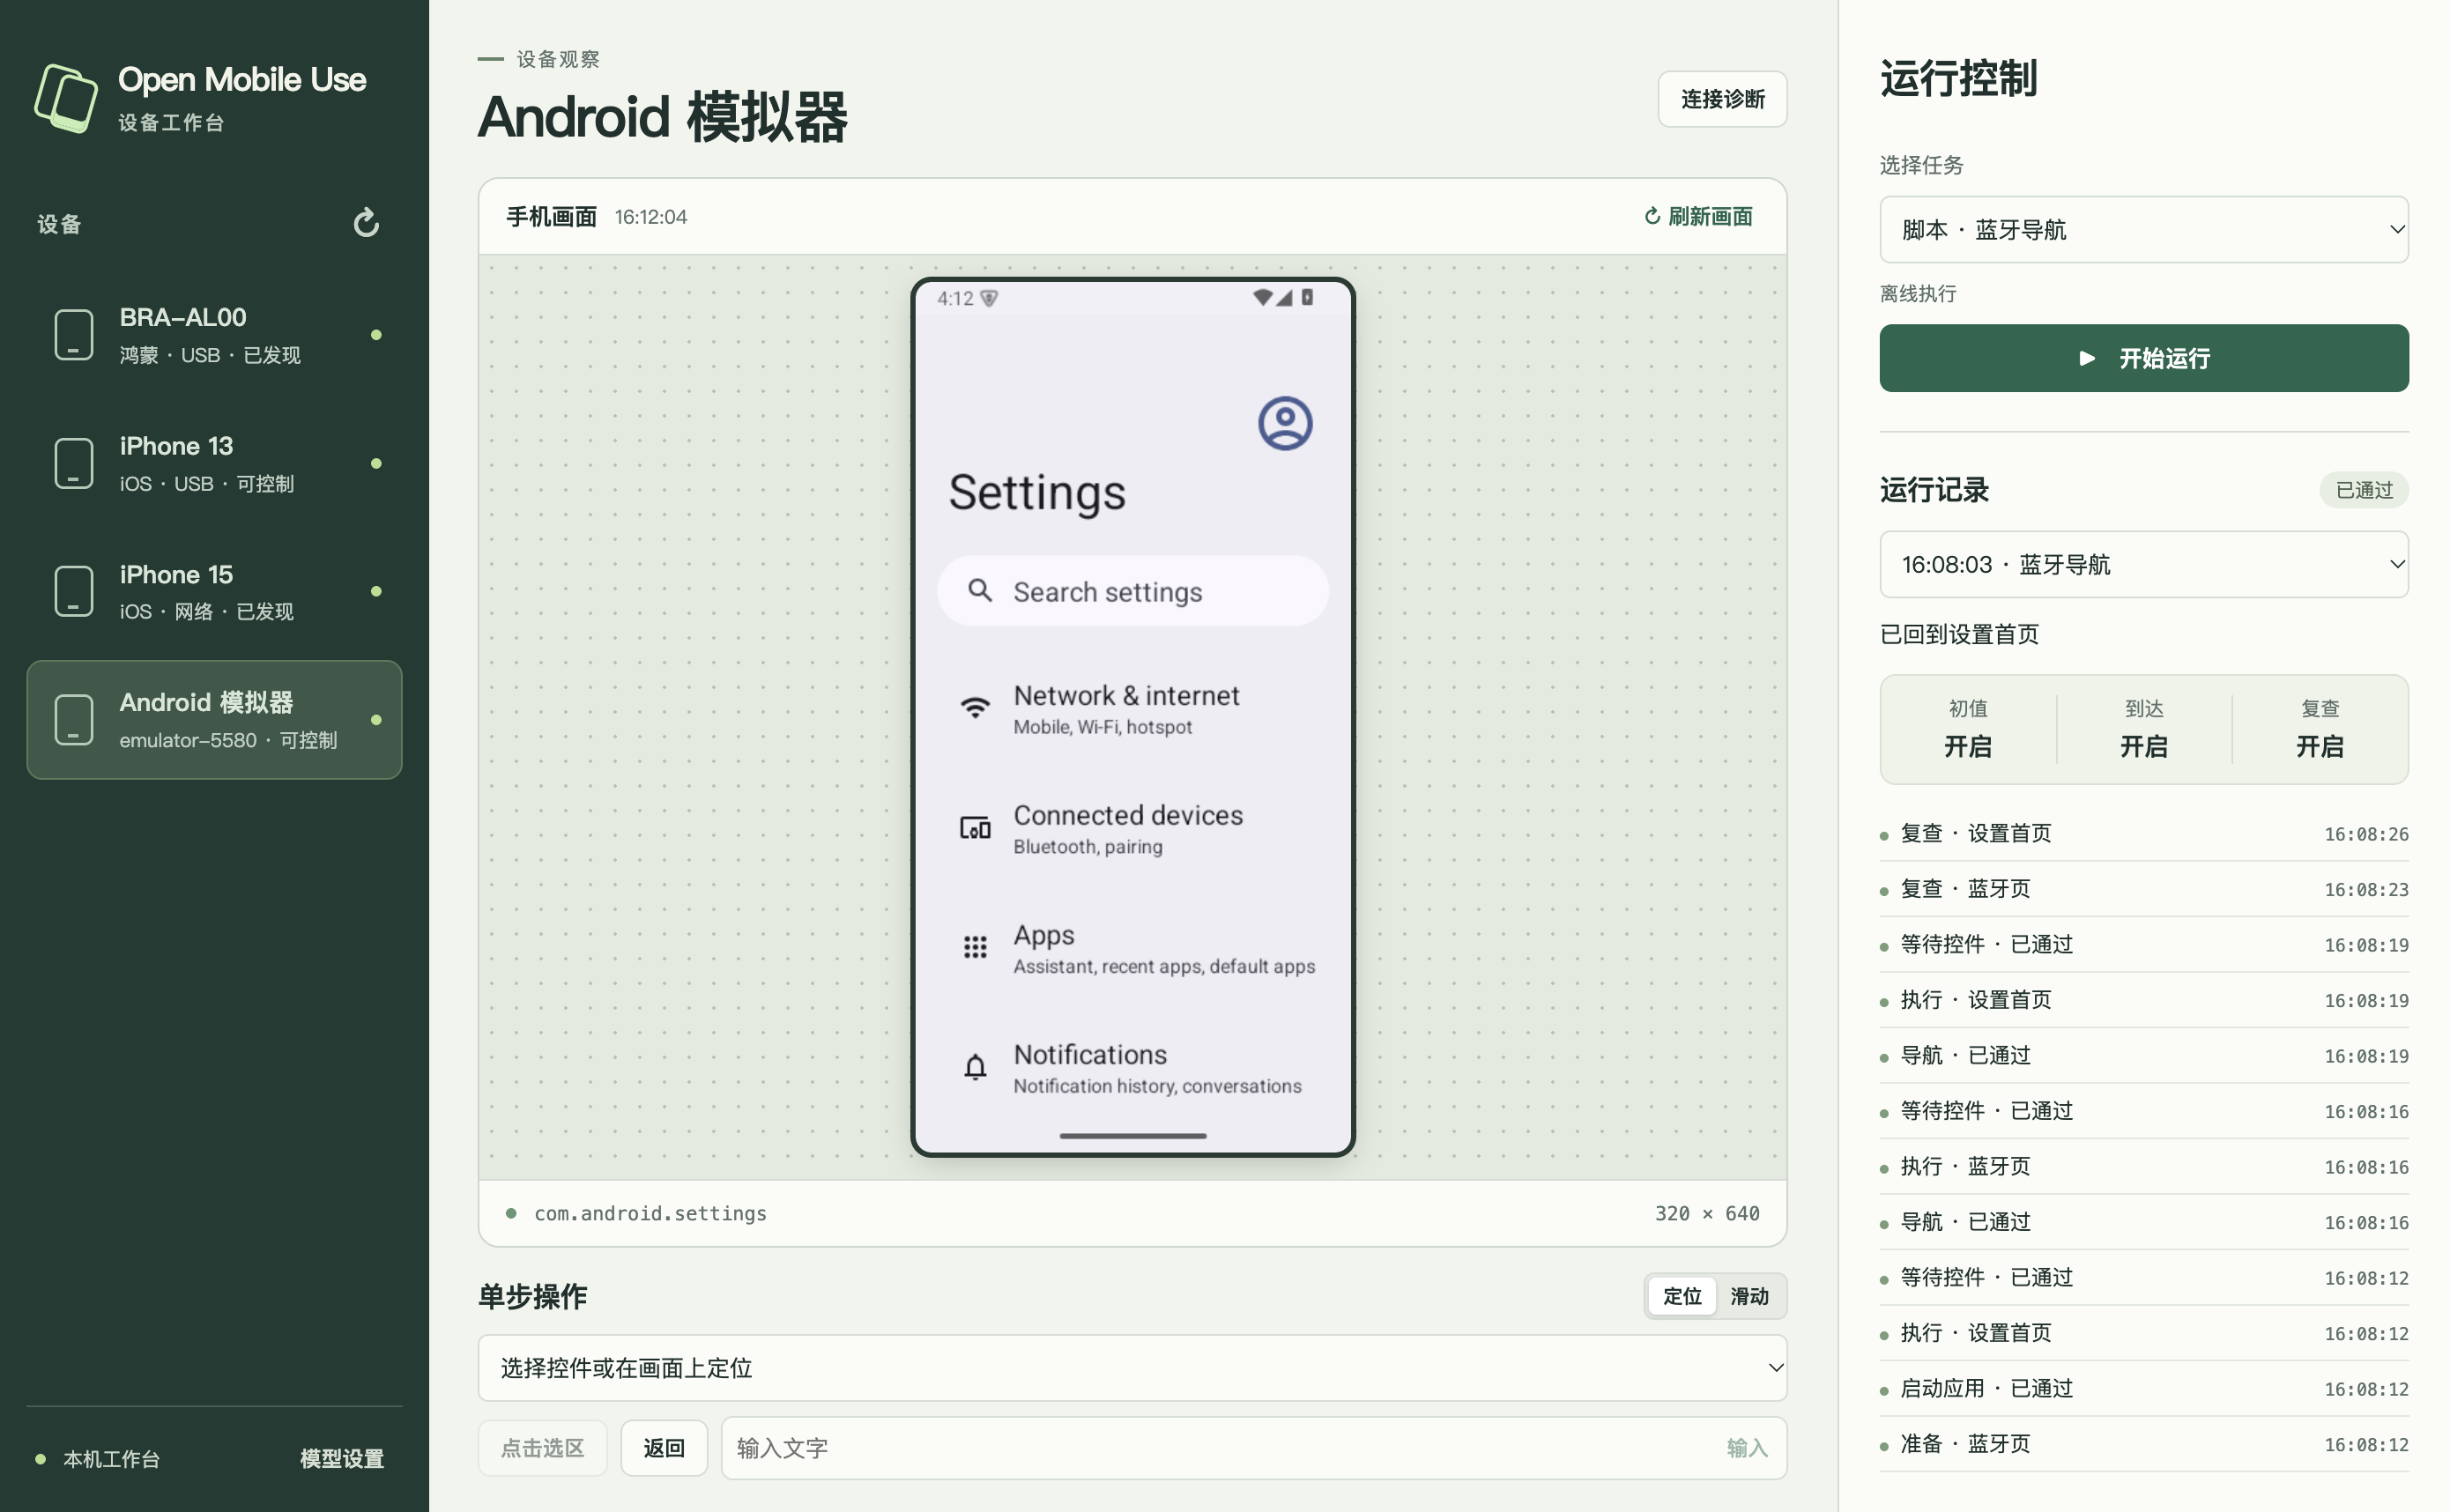 Open Mobile Use
设备工作台
设备
BRA-AL00
鸿蒙 · USB · 已发现
iPhone 13
iOS · USB · 可控制
iPhone 15
iOS · 网络 · 已发现
Android 模拟器
emulator-5580 · 可控制
本机工作台
模型设置
设备观察
Android 模拟器
连接诊断
手机画面 16:12:04
刷新画面
4:12
Settings
Search settings
Network & internet
Mobile, Wi-Fi, hotspot
Connected devices
Bluetooth, pairing
Apps
Assistant, recent apps, default apps
Notifications
Notification history, conversations
com.android.settings
320 × 640
单步操作
定位 滑动
选择控件或在画面上定位
点击选区 返回 输入文字 输入
运行控制
选择任务
脚本 · 蓝牙导航
离线执行
开始运行
运行记录 已通过
16:08:03 · 蓝牙导航
已回到设置首页
初值 到达 复查
开启 开启 开启
复查 · 设置首页 16:08:26
复查 · 蓝牙页 16:08:23
等待控件 · 已通过 16:08:19
执行 · 设置首页 16:08:19
导航 · 已通过 16:08:19
等待控件 · 已通过 16:08:16
执行 · 蓝牙页 16:08:16
导航 · 已通过 16:08:16
等待控件 · 已通过 16:08:12
执行 · 设置首页 16:08:12
启动应用 · 已通过 16:08:12
准备 · 蓝牙页 16:08:12